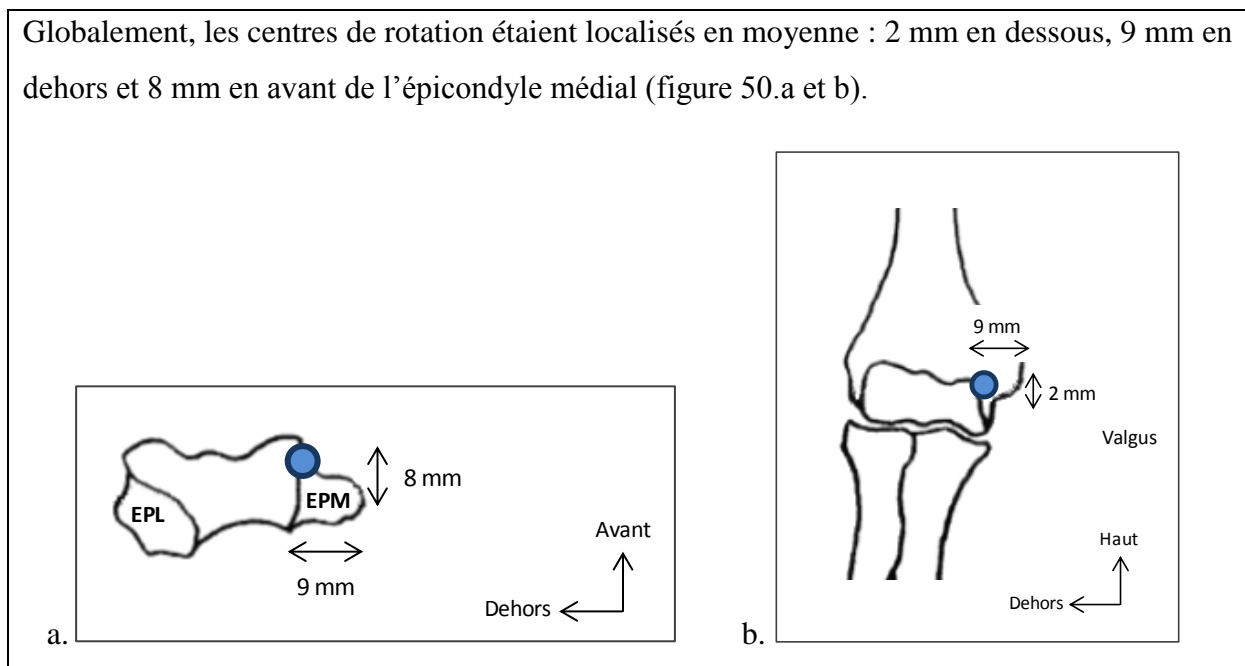 Globalement, les centres de rotation étaient localisés en moyenne : 2 mm en dessous, 9 mm en
dehors et 8 mm en avant de l’épicondyle médial (figure 50.a et b).
9 mm
2 mm
Valgus
Haut
Dehors
b.
8 mm
EPM
EPL
Avant
9 mm
Dehors
a.